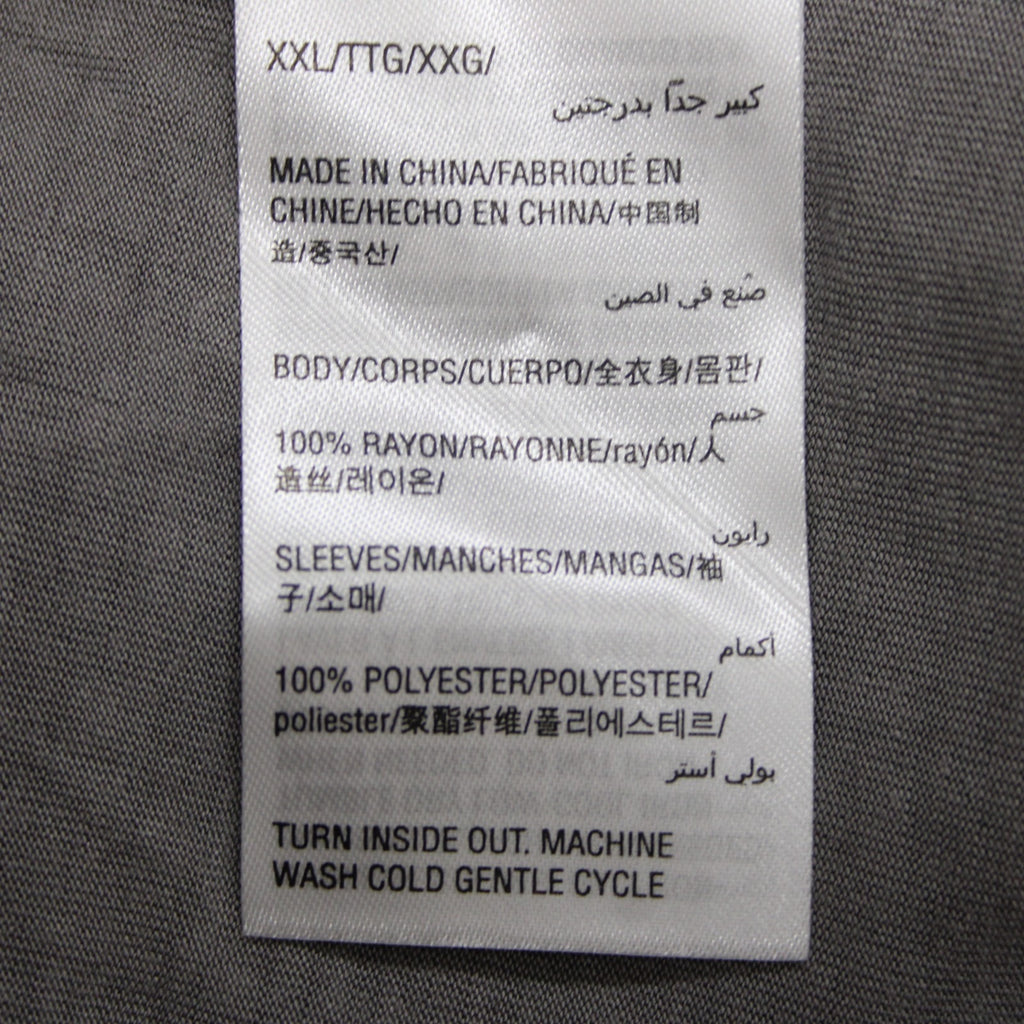 XXL/TTG/XXG/
كبير جدّا بدرجتين
MADE IN CHINA/FABRIQUÉ EN
CHINE/HECHO EN CHINA/中国制
造/중국산/
صُنع في الصين
BODY/CORPS/CUERPO/全衣身/몸판/
جسم
100% RAYON/RAYONNE/rayón/人
造丝/레이온/
رايون
SLEEVES/MANCHES/MANGAS/袖
子/소매/
أكمام
100% POLYESTER/POLYESTER/
poliester/聚酯纤维/폴리에스테르/
بولي أستر
TURN INSIDE OUT. MACHINE
WASH COLD GENTLE CYCLE